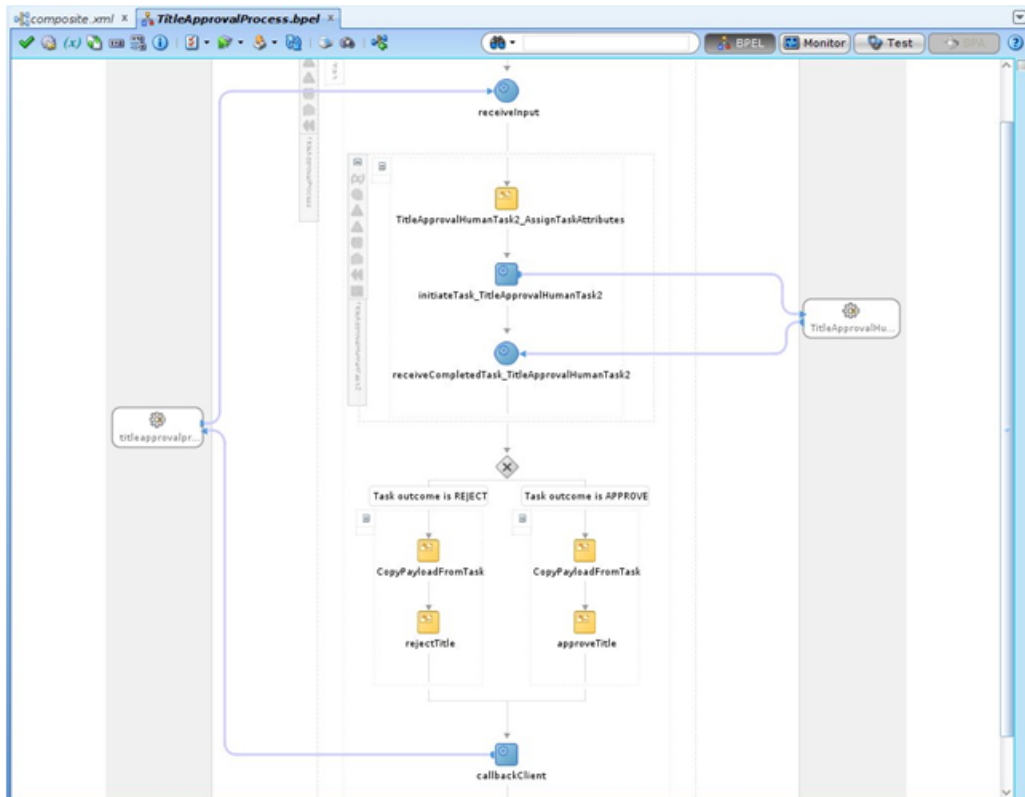 composite.xml
TitleApprovalProcess.bpel
(x)
BPEL
Monitor
Test
BPA
receiveInput
TitleApprovalHumanTask2_AssignTaskAttributes
initiateTask_TitleApprovalHumanTask2
TitleApprovalHu...
receiveCompletedTask_TitleApprovalHumanTask2
titleapprovalpr...
Task outcome is REJECT
Task outcome is APPROVE
CopyPayloadFromTask
CopyPayloadFromTask
rejectTitle
approveTitle
callbackClient